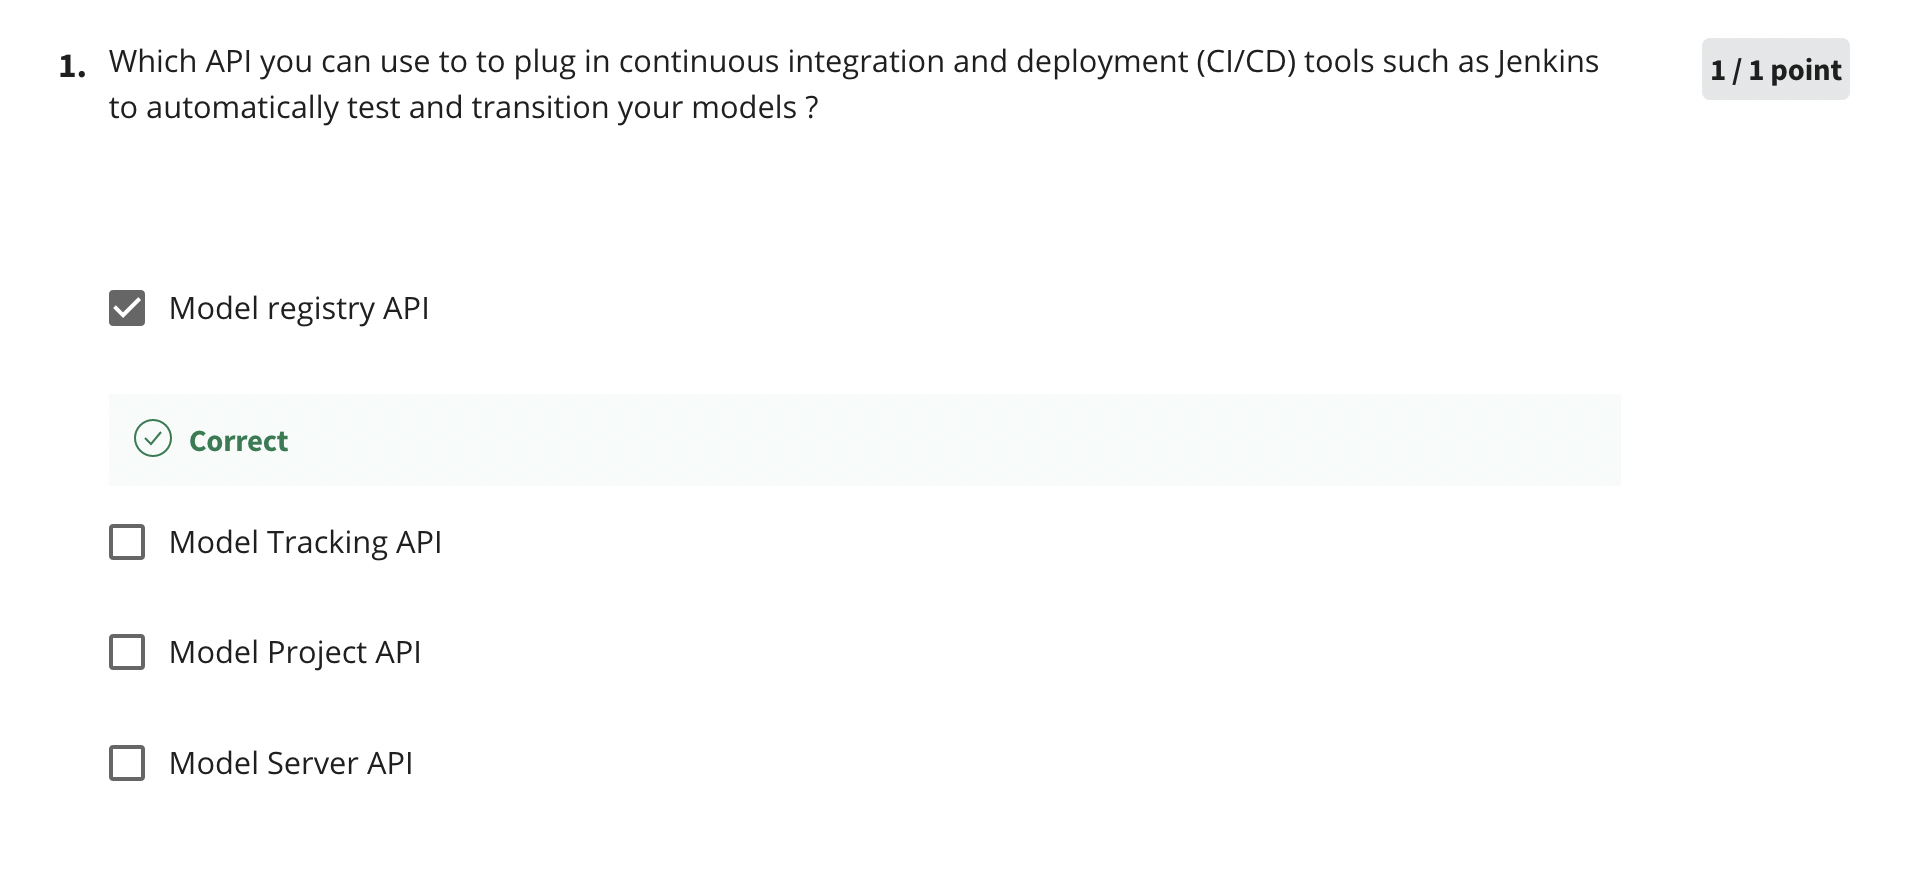 1. Which API you can use to to plug in continuous integration and deployment (CI/CD) tools such as Jenkins
to automatically test and transition your models ?
1 / 1 point
Model registry API
Correct
Model Tracking API
Model Project API
Model Server API